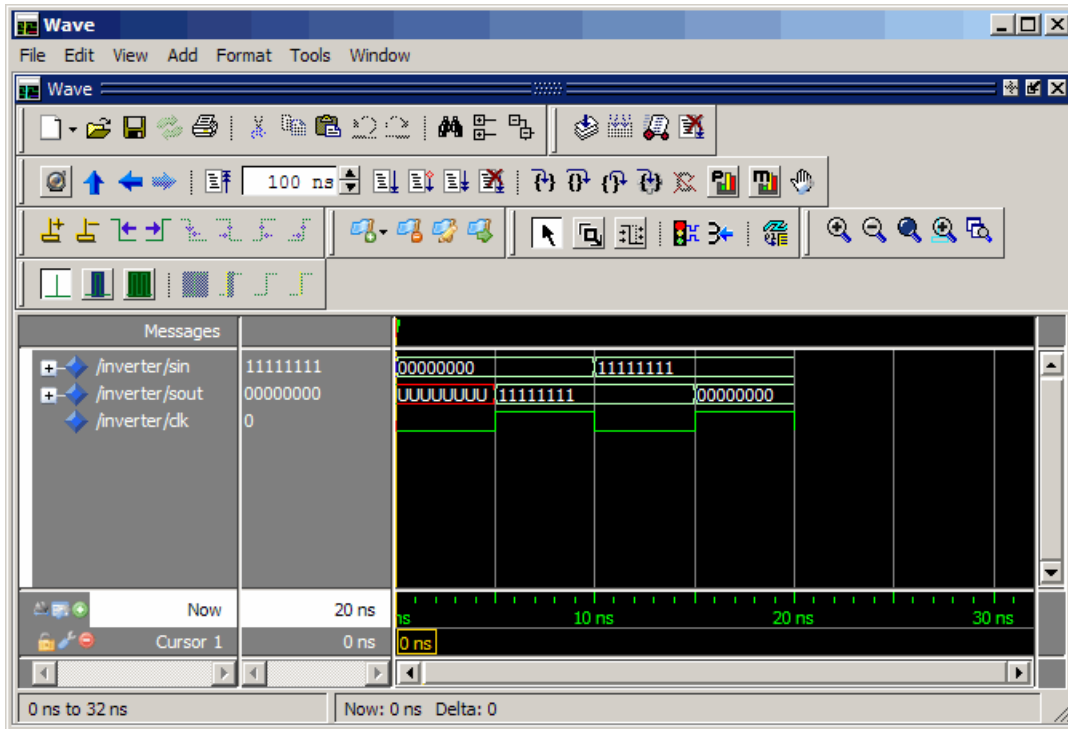 Wave
File Edit View Add Format Tools Window
Wave
100 ns
Messages
/inverter/sin 11111111 00000000 11111111
/inverter/sout 00000000 UUUUUUUU 11111111 00000000
/inverter/clk 0
Now 20 ns ns 10 ns 20 ns 30 ns
Cursor 1 0 ns 0 ns
0 ns to 32 ns Now: 0 ns Delta: 0